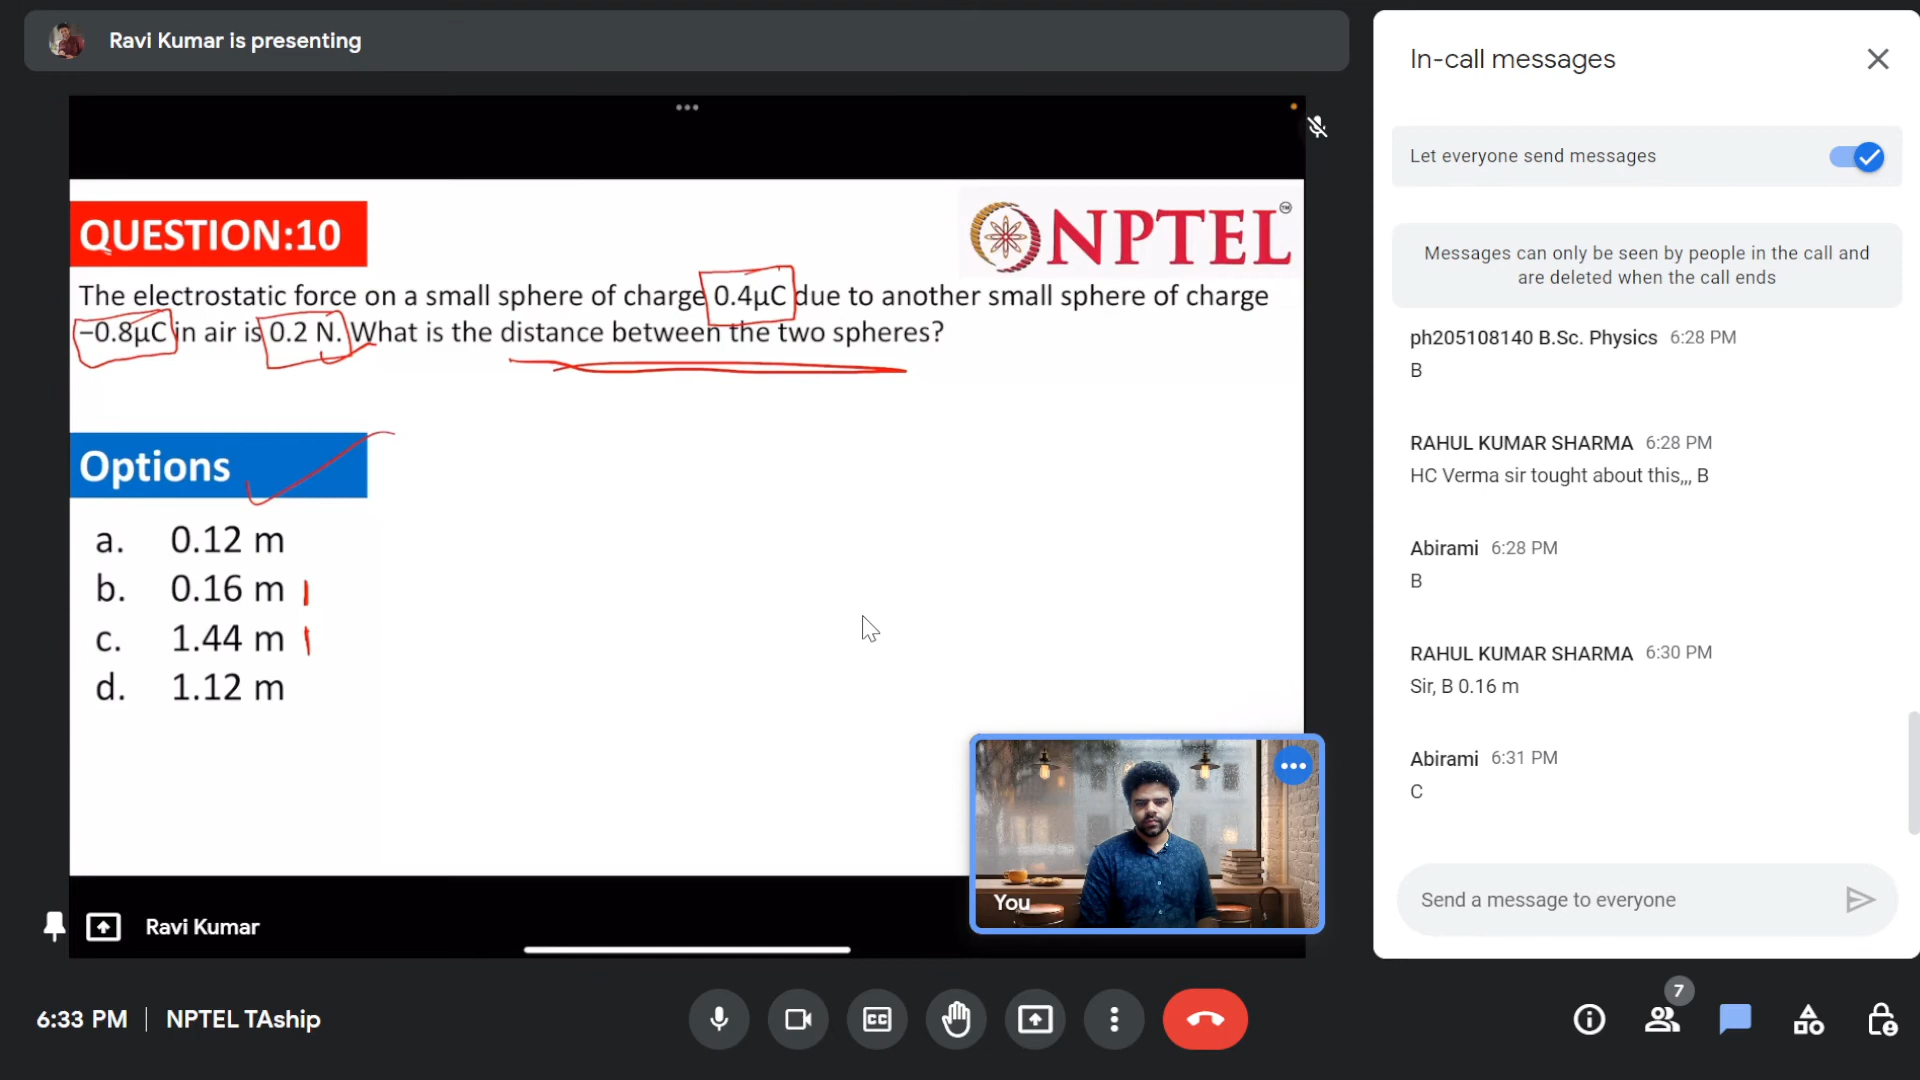 Ravi Kumar is presenting
QUESTION:10
NPTEL
TM
The electrostatic force on a small sphere of charge 0.4μC due to another small sphere of charge
−0.8μC in air is 0.2 N. What is the distance between the two spheres?
Options
a. 0.12 m
b. 0.16 m
c. 1.44 m
d. 1.12 m
You
Ravi Kumar
6:33 PM | NPTEL TAship
CC
In-call messages
Let everyone send messages
Messages can only be seen by people in the call and
are deleted when the call ends
ph205108140 B.Sc. Physics 6:28 PM
B
RAHUL KUMAR SHARMA 6:28 PM
HC Verma sir tought about this,,, B
Abirami 6:28 PM
B
RAHUL KUMAR SHARMA 6:30 PM
Sir, B 0.16 m
Abirami 6:31 PM
C
Send a message to everyone
7